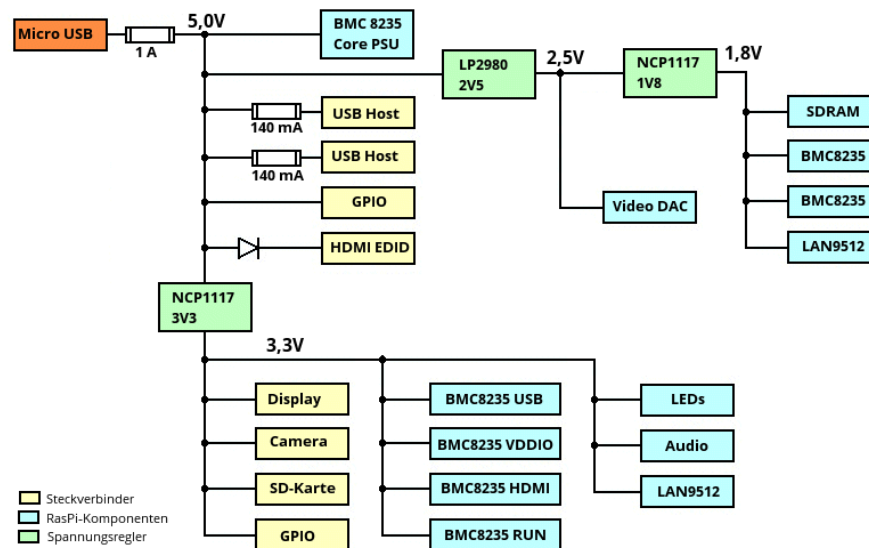 Micro USB
1 A
5,0V
BMC 8235
Core PSU
LP2980
2V5
2,5V
NCP1117
1V8
1,8V
140 mA
USB Host
140 mA
USB Host
GPIO
HDMI EDID
SDRAM
BMC8235
BMC8235
LAN9512
Video DAC
NCP1117
3V3
3,3V
Display
Camera
SD-Karte
GPIO
BMC8235 USB
BMC8235 VDDIO
BMC8235 HDMI
BMC8235 RUN
LEDs
Audio
LAN9512
Steckverbinder
RasPi-Komponenten
Spannungsregler